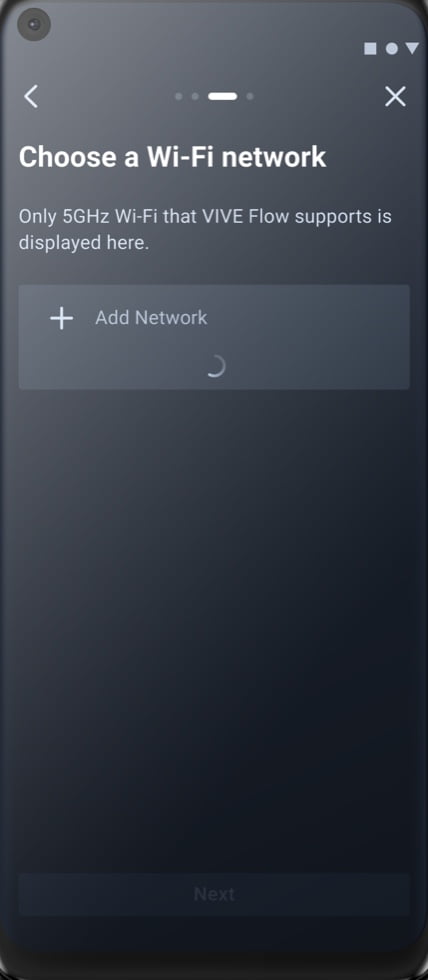 Choose a Wi-Fi network
Only 5GHz Wi-Fi that VIVE Flow supports is
displayed here.
Add Network
Next